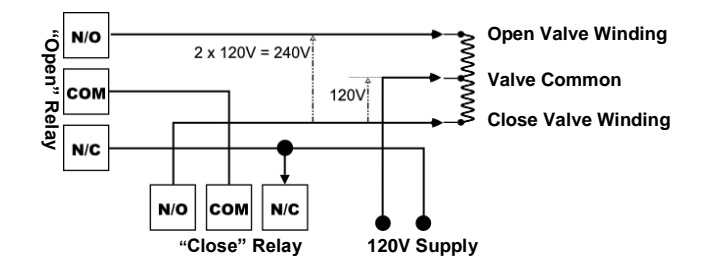 "Open" Relay
N/O
COM
N/C
2 x 120V = 240V
120V
Open Valve Winding
Valve Common
Close Valve Winding
N/O
COM
N/C
“Close” Relay
120V Supply